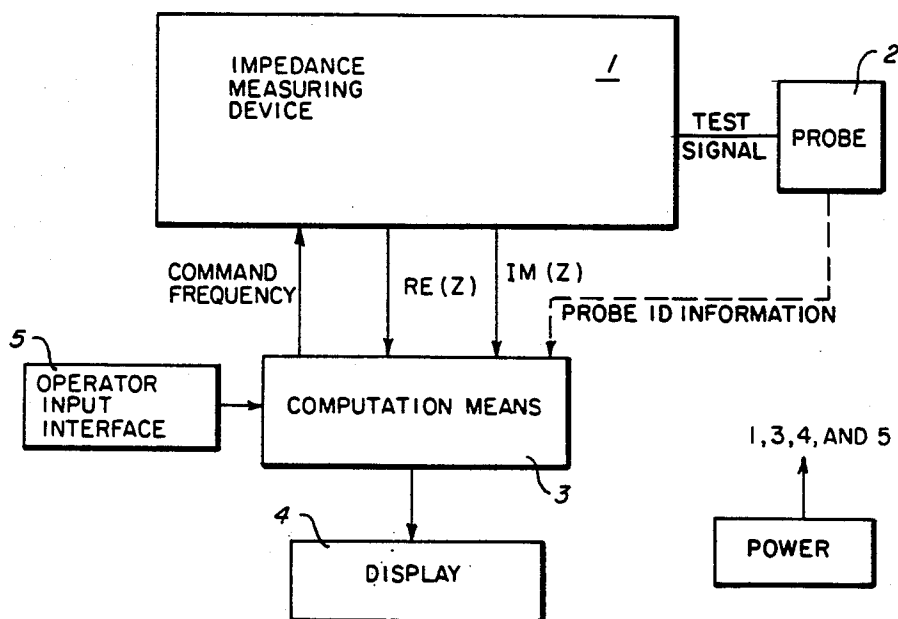 IMPEDANCE
MEASURING
DEVICE
1
2
TEST
SIGNAL
PROBE
COMMAND
FREQUENCY
RE (Z)
IM (Z)
PROBE ID INFORMATION
5
OPERATOR
INPUT
INTERFACE
COMPUTATION MEANS
3
1,3,4, AND 5
4
DISPLAY
POWER